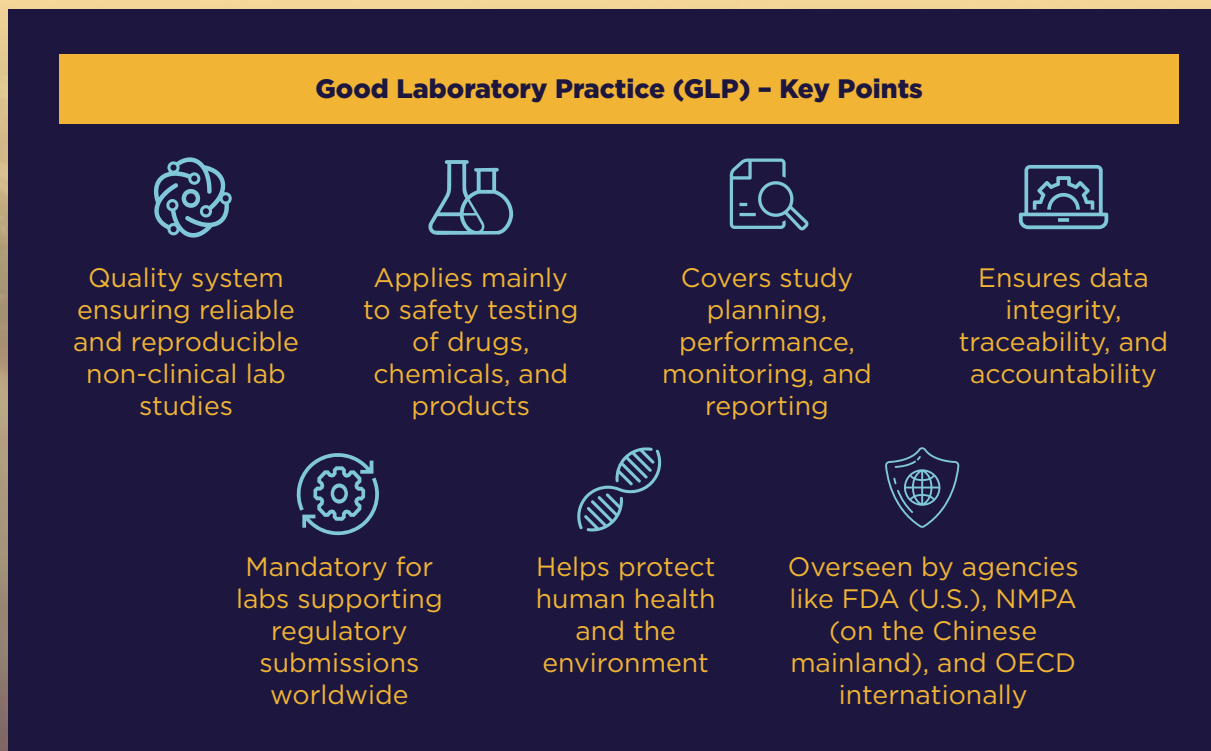 Good Laboratory Practice (GLP) – Key Points
Quality system
ensuring reliable
and reproducible
non-clinical lab
studies
Applies mainly
to safety testing
of drugs,
chemicals, and
products
Covers study
planning,
performance,
monitoring, and
reporting
Ensures data
integrity,
traceability, and
accountability
Mandatory for
labs supporting
regulatory
submissions
worldwide
Helps protect
human health
and the
environment
Overseen by agencies
like FDA (U.S.), NMPA
(on the Chinese
mainland), and OECD
internationally